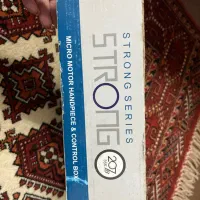 STRONG SERIES
STRONG
207
MICRO MOTOR HANDPIECE & CONTROL BOX